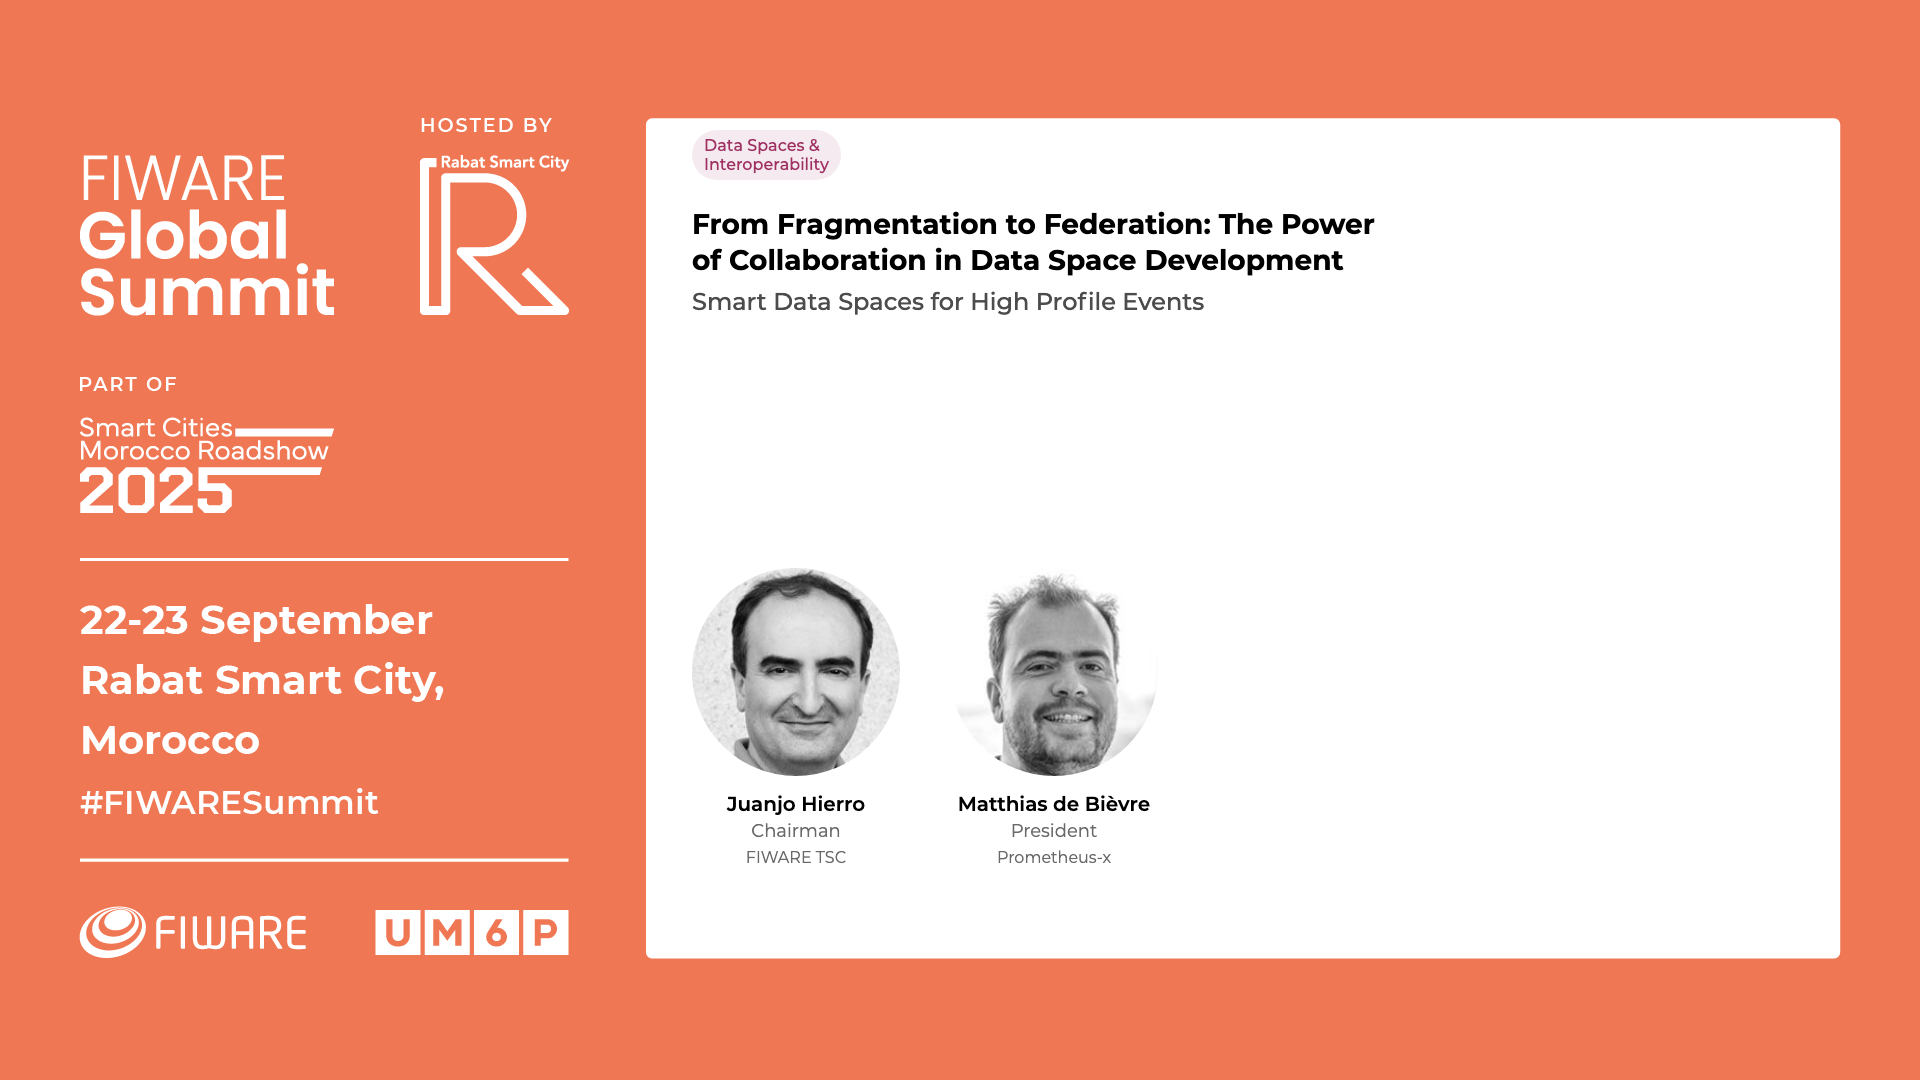 FIWARE
Global
Summit
HOSTED BY
Rabat Smart City
R
PART OF
Smart Cities
Morocco Roadshow
2025
22-23 September
Rabat Smart City,
Morocco
#FIWARESummit
FIWARE
UM6P
Data Spaces &
Interoperability
From Fragmentation to Federation: The Power
of Collaboration in Data Space Development
Smart Data Spaces for High Profile Events
Juanjo Hierro
Chairman
FIWARE TSC
Matthias de Bièvre
President
Prometheus-x